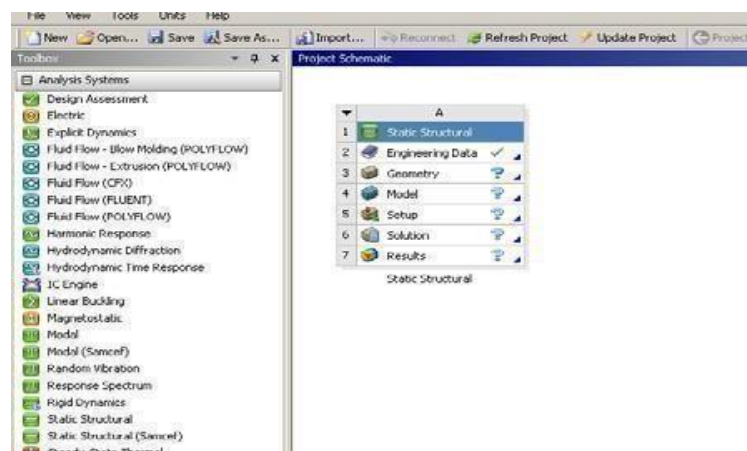 File View Tools Units Help
New Open... Save Save As... Import... Reconnect Refresh Project Update Project Project
Toolbox
Project Schematic
Analysis Systems
Design Assessment
Electric
Explicit Dynamics
Fluid Flow - Blow Molding (POLYFLOW)
Fluid Flow - Extrusion (POLYFLOW)
Fluid Flow (CFX)
Fluid Flow (FLUENT)
Fluid Flow (POLYFLOW)
Harmonic Response
Hydrodynamic Diffraction
Hydrodynamic Time Response
IC Engine
Linear Buckling
Magnetostatic
Modal
Modal (Samcef)
Random Vibration
Response Spectrum
Rigid Dynamics
Static Structural
Static Structural (Samcef)
Steady-State Thermal
A
1 Static Structural
2 Engineering Data
3 Geometry
4 Model
5 Setup
6 Solution
7 Results
Static Structural